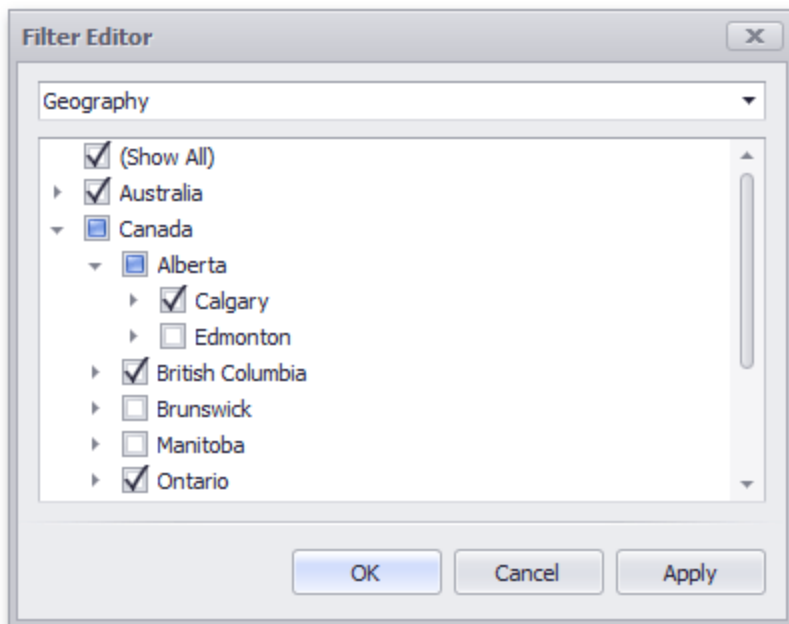 Filter Editor
Geography
(Show All)
Australia
Canada
Alberta
Calgary
Edmonton
British Columbia
Brunswick
Manitoba
Ontario
OK Cancel Apply